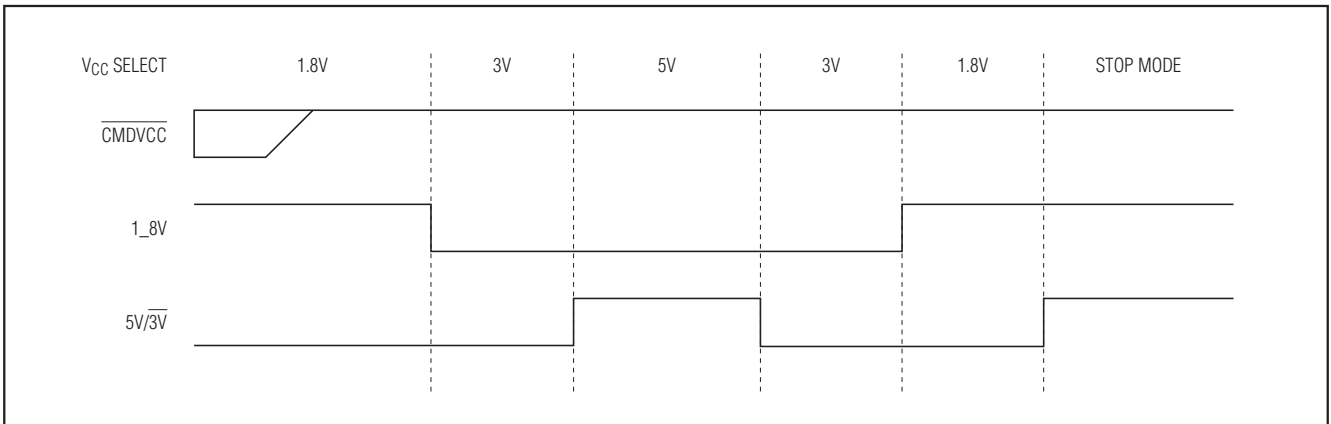 VCC SELECT 1.8V 3V 5V 3V 1.8V STOP MODE
CMDVCC
1_8V
5V/3V